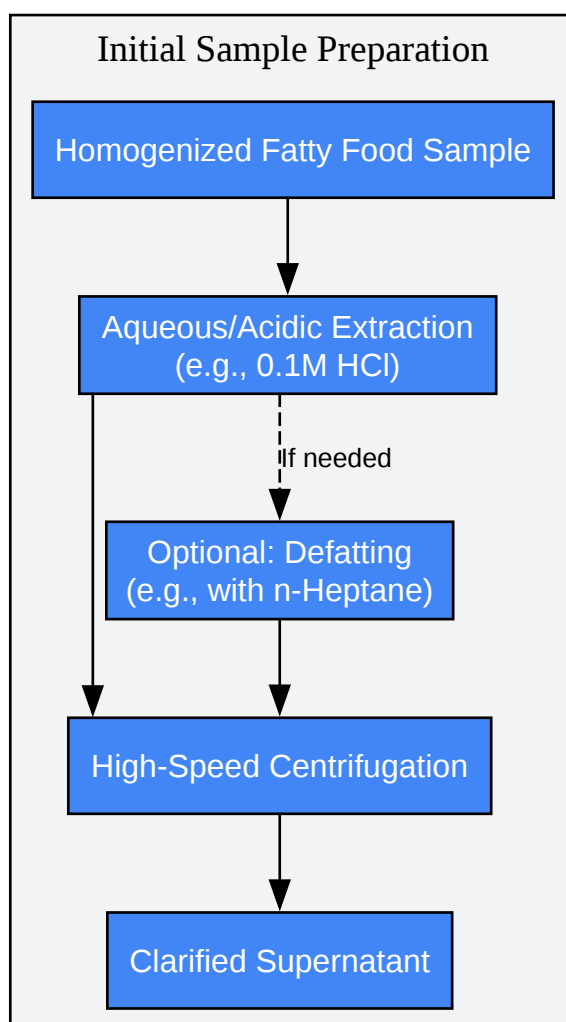 Initial Sample Preparation
Homogenized Fatty Food Sample
Aqueous/Acidic Extraction
(e.g., 0.1M HCl)
If needed
Optional: Defatting
(e.g., with n-Heptane)
High-Speed Centrifugation
Clarified Supernatant